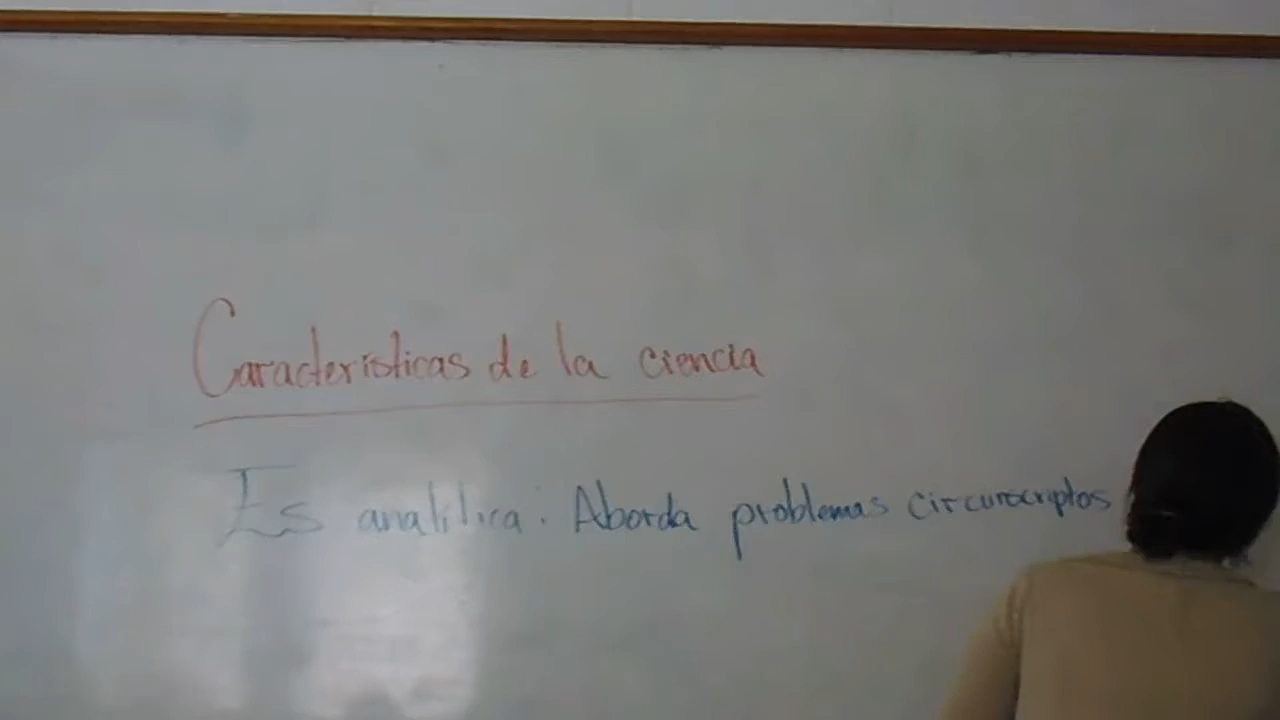 Características de la ciencia
Es analítica: Aborda problemas circunscriptos